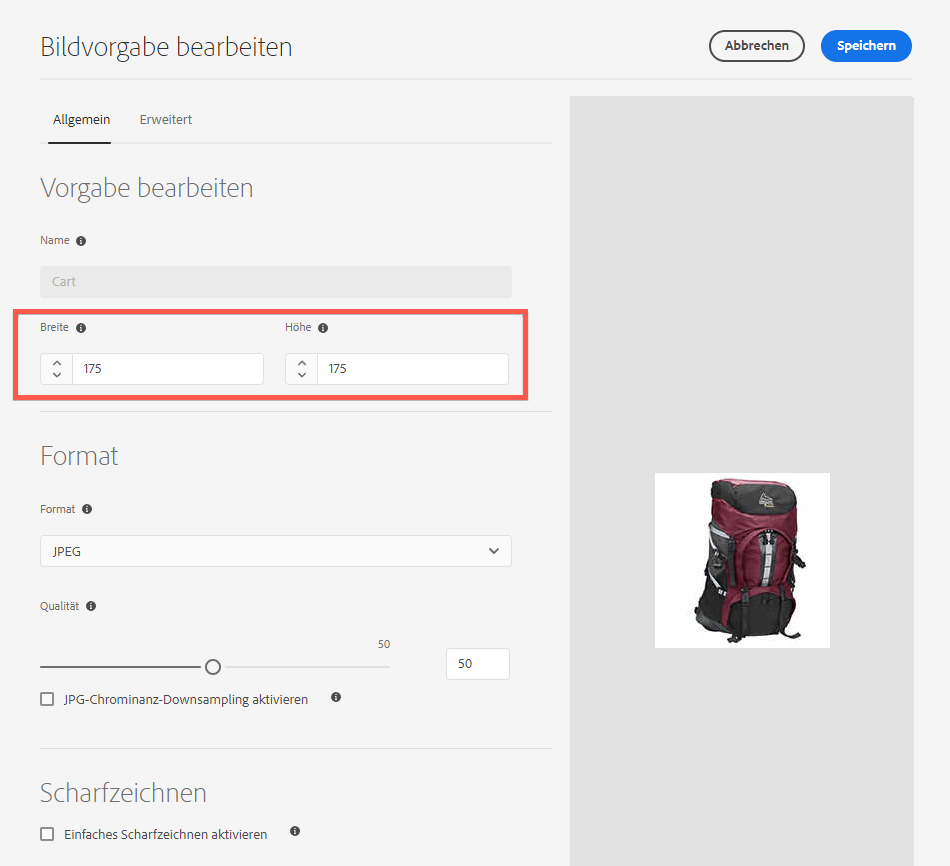 Bildvorgabe bearbeiten
Abbrechen
Speichern
Allgemein
Erweitert
Vorgabe bearbeiten
Name
Cart
Breite
Höhe
175
175
Format
Format
JPEG
Qualität
50
50
JPG-Chrominanz-Downsampling aktivieren
Scharfzeichnen
Einfaches Scharfzeichnen aktivieren